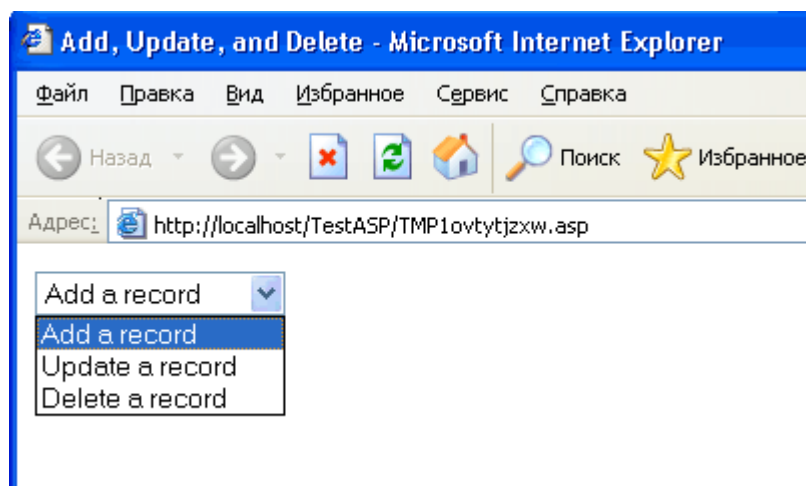 Add, Update, and Delete - Microsoft Internet Explorer
Файл Правка Вид Избранное Сервис Справка
Назад Поиск Избранное
Адрес: http://localhost/TestASP/TMP1ovtytjzxw.asp
Add a record
Add a record
Update a record
Delete a record